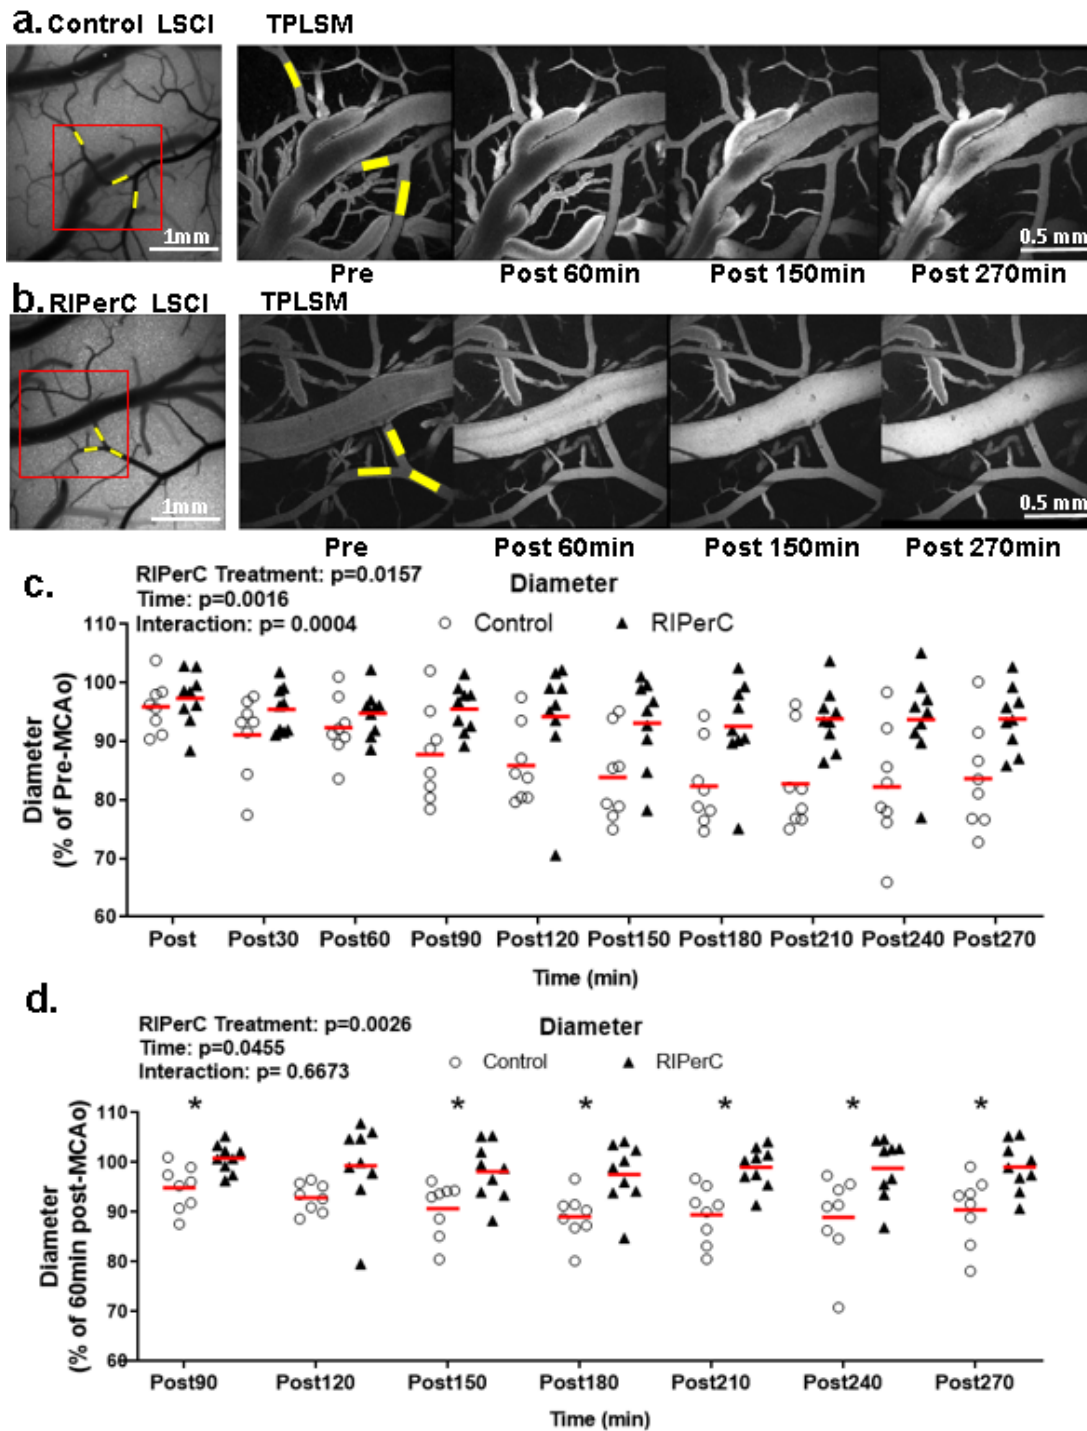 a. Control LSCI TPLSM
1mm
0.5 mm
Pre Post 60min Post 150min Post 270min
b. RIPerC LSCI TPLSM
1mm
0.5 mm
Pre Post 60min Post 150min Post 270min
c.
RIPerC Treatment: p=0.0157
Time: p=0.0016
Interaction: p= 0.0004
Diameter
Control RIPerC
Diameter
(% of Pre-MCAo)
110
100
90
80
70
60
Post Post30 Post60 Post90 Post120 Post150 Post180 Post210 Post240 Post270
Time (min)
d.
RIPerC Treatment: p=0.0026
Time: p=0.0455
Interaction: p= 0.6673
Diameter
Control RIPerC
* * * * * *
Diameter
(% of 60min post-MCAo)
110
100
90
80
70
60
Post90 Post120 Post150 Post180 Post210 Post240 Post270
Time (min)